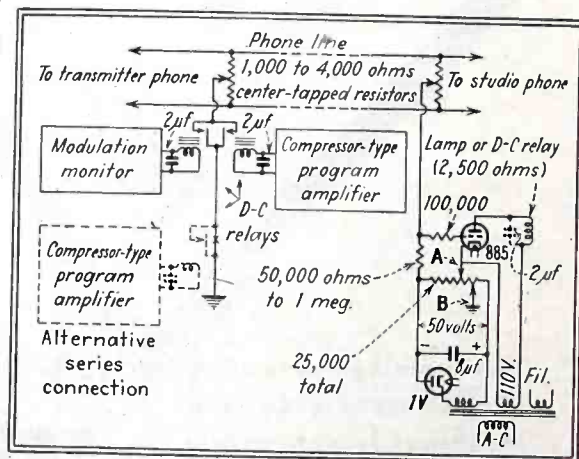 Phone line
To transmitter phone
1,000 to 4,000 ohms
center-tapped resistors
To studio phone
2µf
2µf
Modulation
monitor
Compressor-type
program
amplifier
Lamp or D-C relay
(2,500 ohms)
D-C
relays
100,000
885
2µf
A
Compressor-type
program
amplifier
50,000 ohms
to 1 meg.
B
50volts
- +
8µf
Alternative
series
connection
25,000
total
1V
110V.
Fil.
A-C